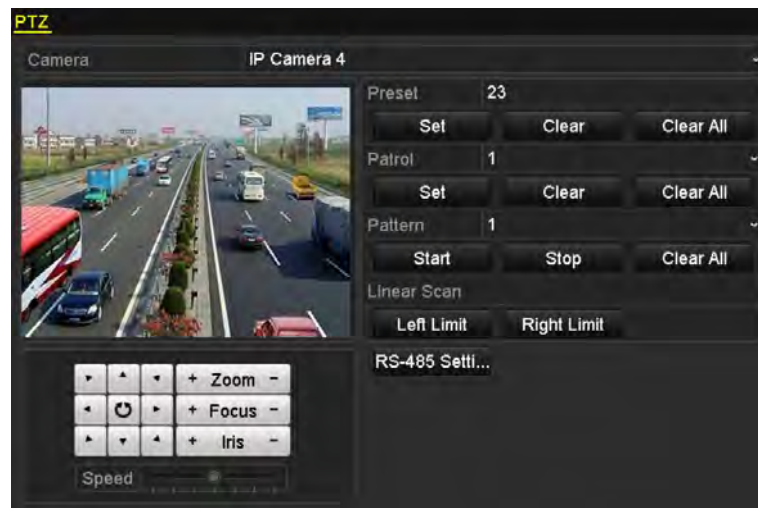 PTZ
Camera IP Camera 4
Preset 23
Set Clear Clear All
Patrol 1
Set Clear Clear All
Pattern 1
Start Stop Clear All
Linear Scan
Left Limit Right Limit
RS-485 Setti...
+ Zoom -
+ Focus -
+ Iris -
Speed